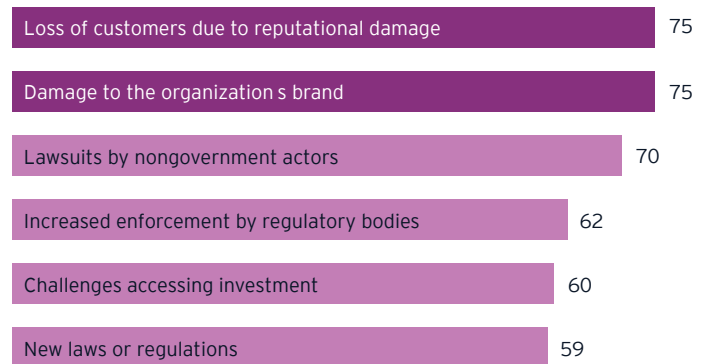 Loss of customers due to reputational damage 75
Damage to the organization s brand 75
Lawsuits by nongovernment actors 70
Increased enforcement by regulatory bodies 62
Challenges accessing investment 60
New laws or regulations 59